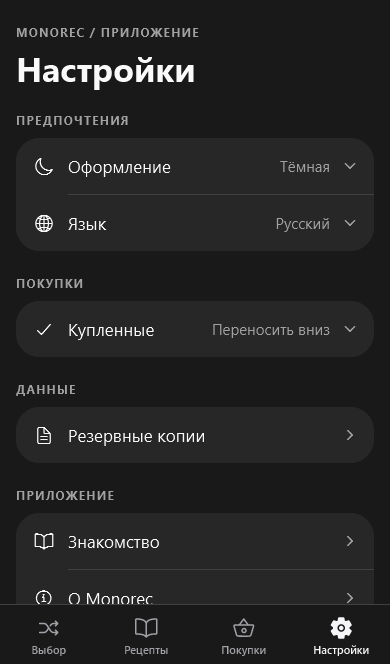 MONOREC / ПРИЛОЖЕНИЕ
Настройки
ПРЕДПОЧТЕНИЯ
Оформление Тёмная
Язык Русский
ПОКУПКИ
Купленные Переносить вниз
ДАННЫЕ
Резервные копии
ПРИЛОЖЕНИЕ
Знакомство
О Monorec
Выбор Рецепты Покупки Настройки